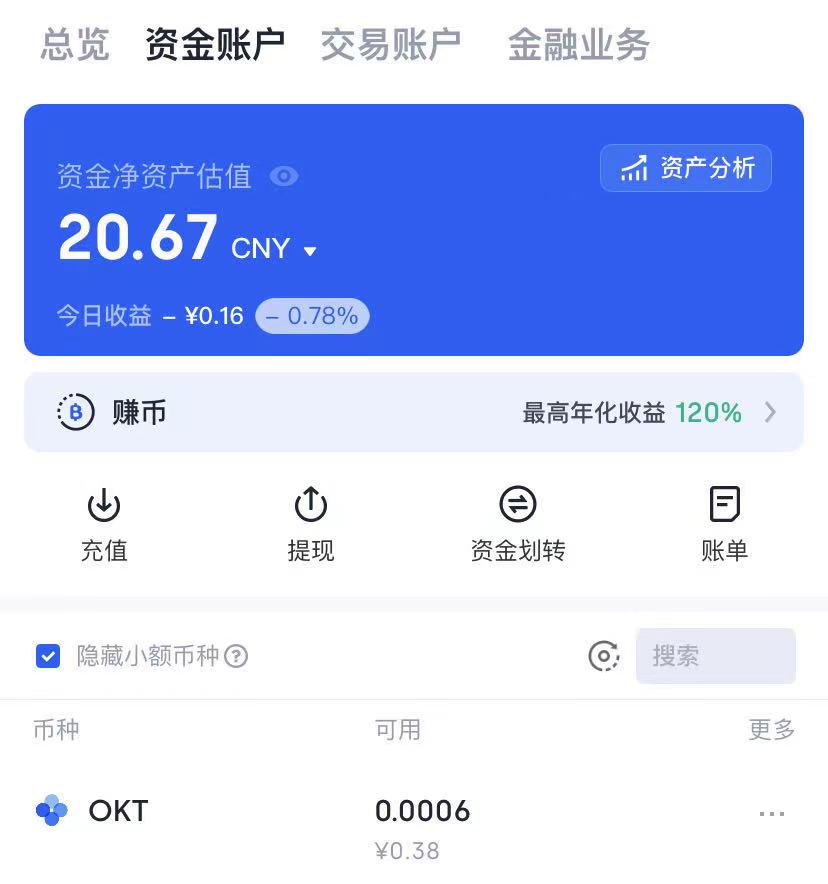 总览 资金账户 交易账户 金融业务
资金净资产估值
资产分析
20.67 CNY
今日收益 – ¥0.16 – 0.78%
赚币 最高年化收益 120%
充值 提现 资金划转 账单
隐藏小额币种 ? 搜索
币种 可用 更多
OKT 0.0006 ...
¥0.38